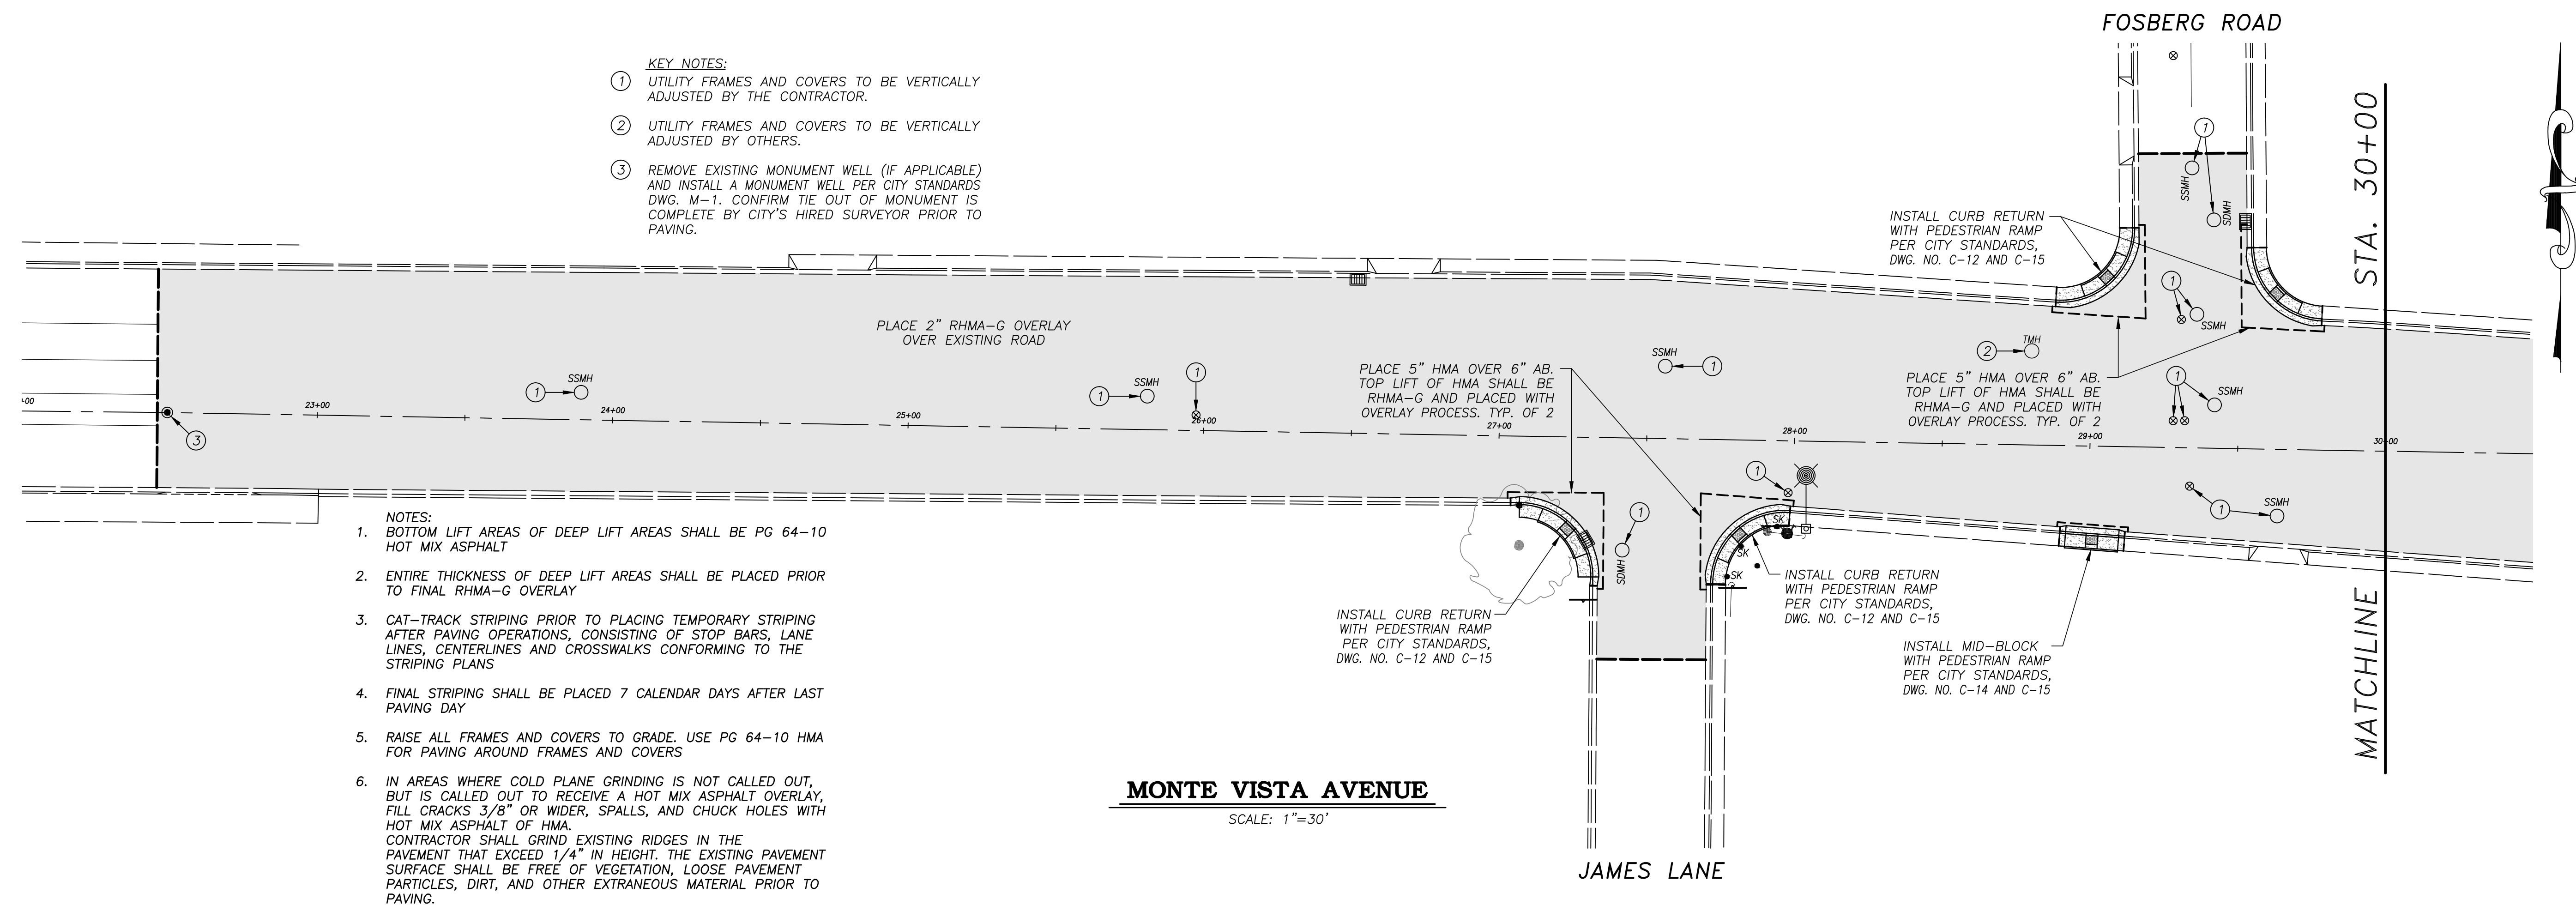 FOSBERG ROAD
KEY NOTES:
1 UTILITY FRAMES AND COVERS TO BE VERTICALLY
ADJUSTED BY THE CONTRACTOR.
2 UTILITY FRAMES AND COVERS TO BE VERTICALLY
ADJUSTED BY OTHERS.
3 REMOVE EXISTING MONUMENT WELL (IF APPLICABLE)
AND INSTALL A MONUMENT WELL PER CITY STANDARDS
DWG. M-1. CONFIRM TIE OUT OF MONUMENT IS
COMPLETE BY CITY'S HIRED SURVEYOR PRIOR TO
PAVING.
1
SSMH
SDMH
INSTALL CURB RETURN
WITH PEDESTRIAN RAMP
PER CITY STANDARDS,
DWG. NO. C-12 AND C-15
STA. 30+00
MATCHLINE
1
SSMH
PLACE 2" RHMA-G OVERLAY
OVER EXISTING ROAD
TMH
2
SSMH
1
PLACE 5" HMA OVER 6" AB.
TOP LIFT OF HMA SHALL BE
RHMA-G AND PLACED WITH
OVERLAY PROCESS. TYP. OF 2
PLACE 5" HMA OVER 6" AB.
TOP LIFT OF HMA SHALL BE
RHMA-G AND PLACED WITH
OVERLAY PROCESS. TYP. OF 2
1
SSMH
1
SSMH
1
SSMH
1
+00
23+00
24+00
25+00
26+00
27+00
28+00
29+00
30+00
3
1
1
SSMH
1
SDMH
1
SK
SK
SK
NOTES:
1. BOTTOM LIFT AREAS OF DEEP LIFT AREAS SHALL BE PG 64-10
HOT MIX ASPHALT
2. ENTIRE THICKNESS OF DEEP LIFT AREAS SHALL BE PLACED PRIOR
TO FINAL RHMA-G OVERLAY
3. CAT-TRACK STRIPING PRIOR TO PLACING TEMPORARY STRIPING
AFTER PAVING OPERATIONS, CONSISTING OF STOP BARS, LANE
LINES, CENTERLINES AND CROSSWALKS CONFORMING TO THE
STRIPING PLANS
4. FINAL STRIPING SHALL BE PLACED 7 CALENDAR DAYS AFTER LAST
PAVING DAY
5. RAISE ALL FRAMES AND COVERS TO GRADE. USE PG 64-10 HMA
FOR PAVING AROUND FRAMES AND COVERS
6. IN AREAS WHERE COLD PLANE GRINDING IS NOT CALLED OUT,
BUT IS CALLED OUT TO RECEIVE A HOT MIX ASPHALT OVERLAY,
FILL CRACKS 3/8" OR WIDER, SPALLS, AND CHUCK HOLES WITH
HOT MIX ASPHALT OF HMA.
CONTRACTOR SHALL GRIND EXISTING RIDGES IN THE
PAVEMENT THAT EXCEED 1/4" IN HEIGHT. THE EXISTING PAVEMENT
SURFACE SHALL BE FREE OF VEGETATION, LOOSE PAVEMENT
PARTICLES, DIRT, AND OTHER EXTRANEOUS MATERIAL PRIOR TO
PAVING.
INSTALL CURB RETURN
WITH PEDESTRIAN RAMP
PER CITY STANDARDS,
DWG. NO. C-12 AND C-15
INSTALL CURB RETURN
WITH PEDESTRIAN RAMP
PER CITY STANDARDS,
DWG. NO. C-12 AND C-15
INSTALL MID-BLOCK
WITH PEDESTRIAN RAMP
PER CITY STANDARDS,
DWG. NO. C-14 AND C-15
MONTE VISTA AVENUE
SCALE: 1"=30'
JAMES LANE